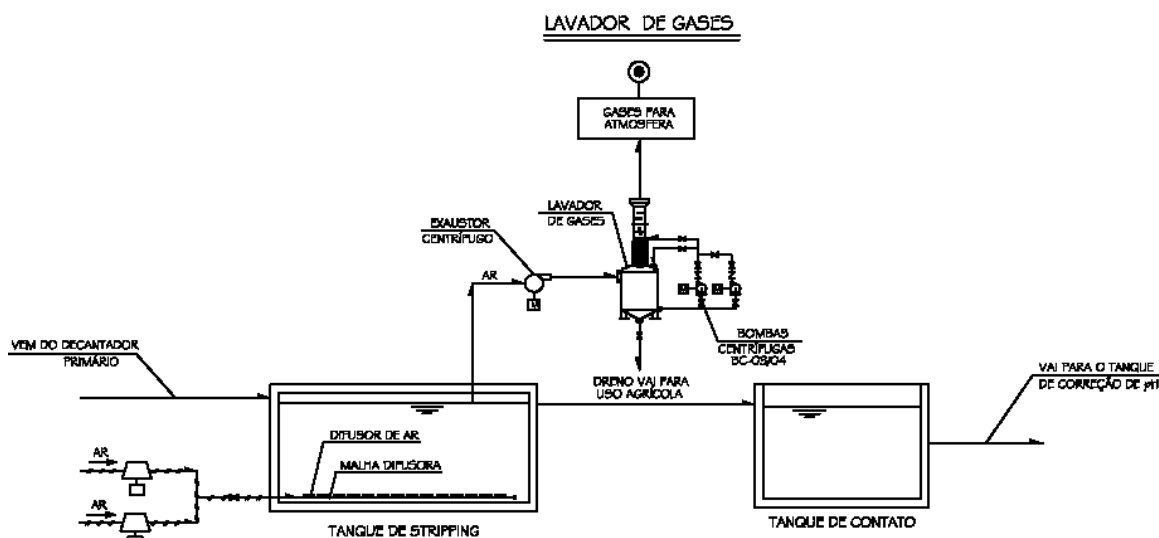 LAVADOR DE GASES
GASES PARA
ATMOSFERA
LAVADOR
DE GASES
EXAUSTOR
CENTRÍFUGO
AR
M
M
M
BOMBAS
CENTRÍFUGAS
BC-03/04
VEM DO DECANTADOR
PRIMÁRIO
DRENO VAI PARA
USO AGRÍCOLA
VAI PARA O TANQUE
DE CORREÇÃO DE pH
DIFUSOR DE AR
MALHA DIFUSORA
AR
AR
TANQUE DE STRIPPING
TANQUE DE CONTATO